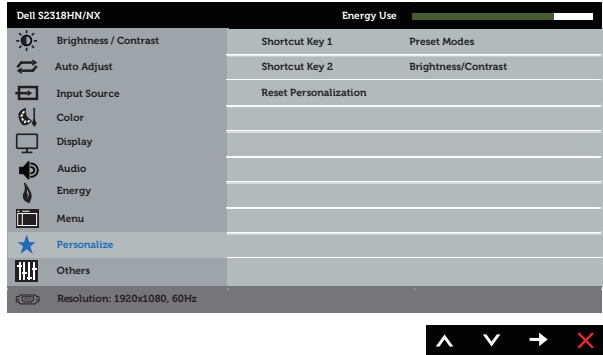 Dell S2318HN/NX Energy Use
Brightness / Contrast Shortcut Key 1 Preset Modes
Auto Adjust Shortcut Key 2 Brightness/Contrast
Input Source Reset Personalization
Color
Display
Audio
Energy
Menu
Personalize
Others
Resolution: 1920x1080, 60Hz